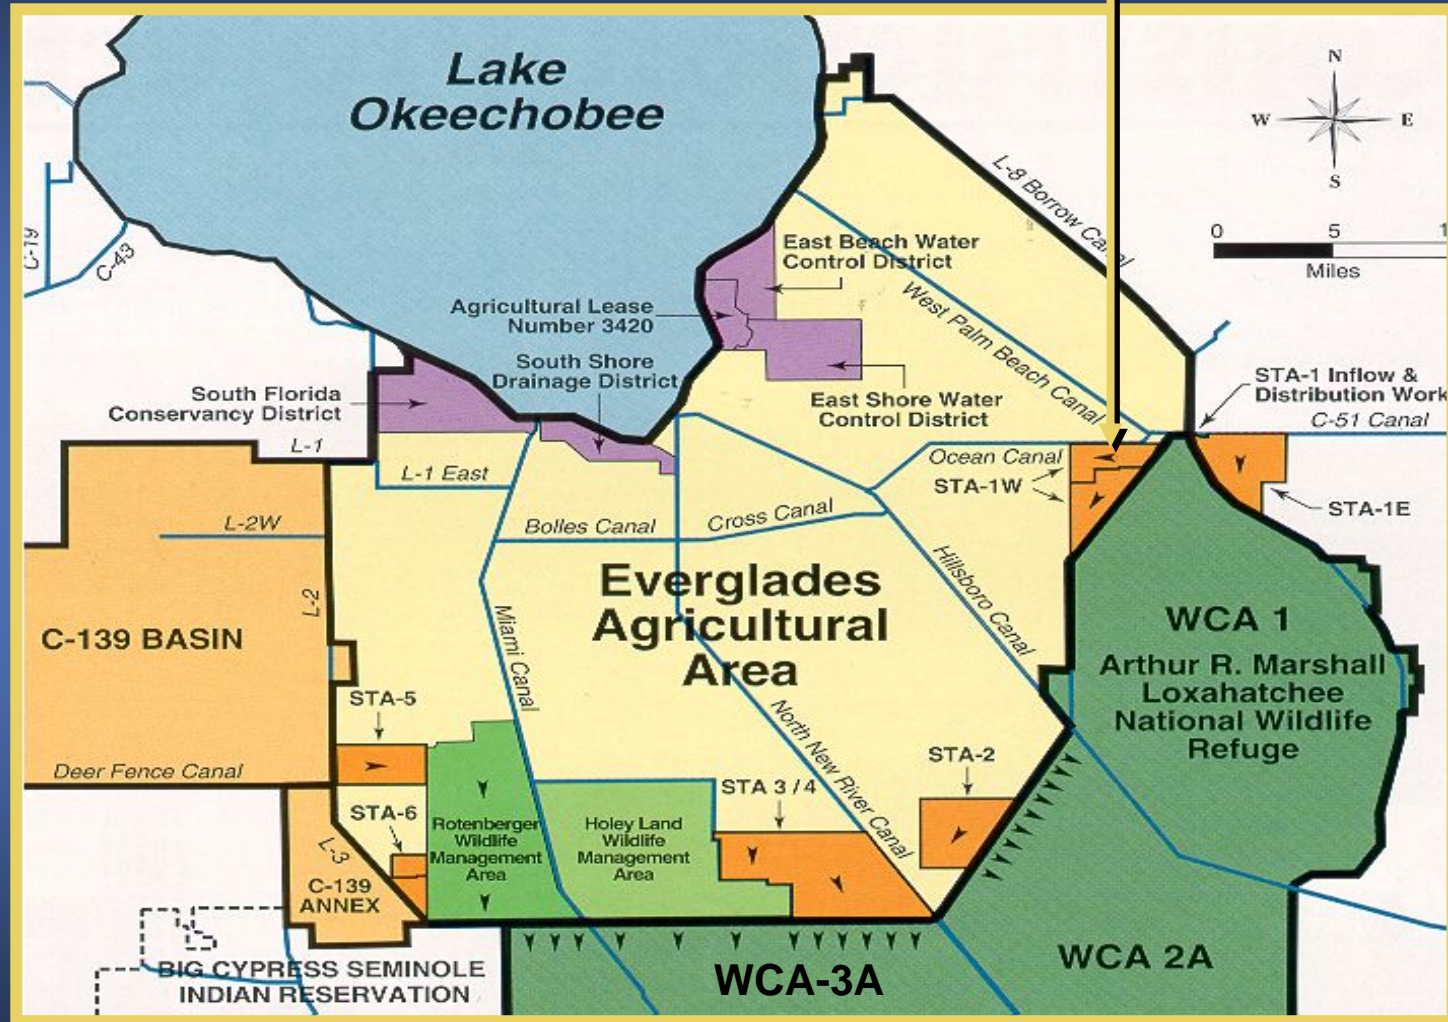 Lake
Okeechobee
N
W
E
S
0 5 1
Miles
L-8 Borrow Canal
C-19
C-43
East Beach Water
Control District
Agricultural Lease
Number 3420
West Palm Beach Canal
South Shore
Drainage District
South Florida
Conservancy District
East Shore Water
Control District
STA-1 Inflow &
Distribution Work
C-51 Canal
L-1
L-1 East
Ocean Canal
STA-1W
STA-1E
L-2W
Bolles Canal
Cross Canal
Hillsboro Canal
L-2
Everglades
Agricultural
Area
C-139 BASIN
Miami Canal
WCA 1
Arthur R. Marshall
Loxahatchee
National Wildlife
Refuge
STA-5
North New River Canal
STA-2
Deer Fence Canal
STA 3 / 4
STA-6
Rotenberger
Wildlife
Management
Area
Holey Land
Wildlife
Management
Area
L-3
C-139
ANNEX
BIG CYPRESS SEMINOLE
INDIAN RESERVATION
WCA-3A
WCA 2A